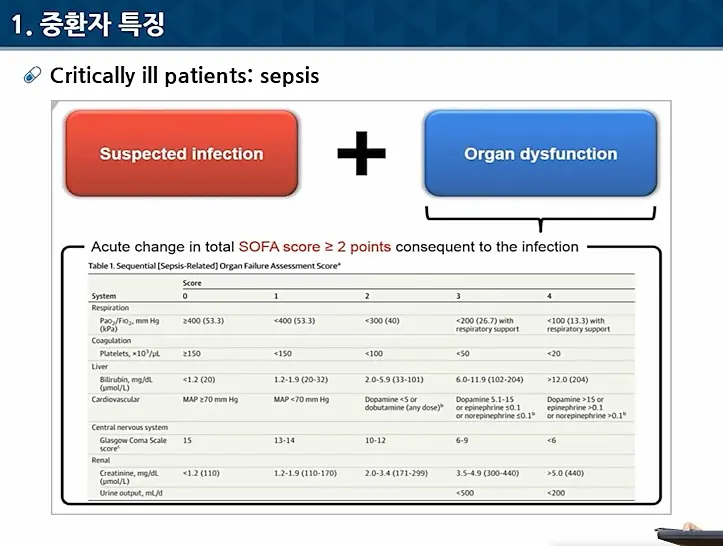 1. 중환자 특징
Critically ill patients: sepsis
Suspected infection
+
Organ dysfunction
Acute change in total SOFA score ≥ 2 points consequent to the infection
Table 1. Sequential [Sepsis-Related] Organ Failure Assessment Scoreᵃ
Score
System 0 1 2 3 4
Respiration
Pao₂/Fio₂, mm Hg (kPa) ≥400 (53.3) <400 (53.3) <300 (40) <200 (26.7) with respiratory support <100 (13.3) with respiratory support
Coagulation
Platelets, ×10³/μL ≥150 <150 <100 <50 <20
Liver
Bilirubin, mg/dL (μmol/L) <1.2 (20) 1.2-1.9 (20-32) 2.0-5.9 (33-101) 6.0-11.9 (102-204) >12.0 (204)
Cardiovascular MAP ≥70 mm Hg MAP <70 mm Hg Dopamine <5 or dobutamine (any dose)ᵇ Dopamine 5.1-15 or epinephrine ≤0.1 or norepinephrine ≤0.1ᵇ Dopamine >15 or epinephrine >0.1 or norepinephrine >0.1ᵇ
Central nervous system
Glasgow Coma Scale scoreᶜ 15 13-14 10-12 6-9 <6
Renal
Creatinine, mg/dL (μmol/L) <1.2 (110) 1.2-1.9 (110-170) 2.0-3.4 (171-299) 3.5-4.9 (300-440) >5.0 (440)
Urine output, mL/d <500 <200